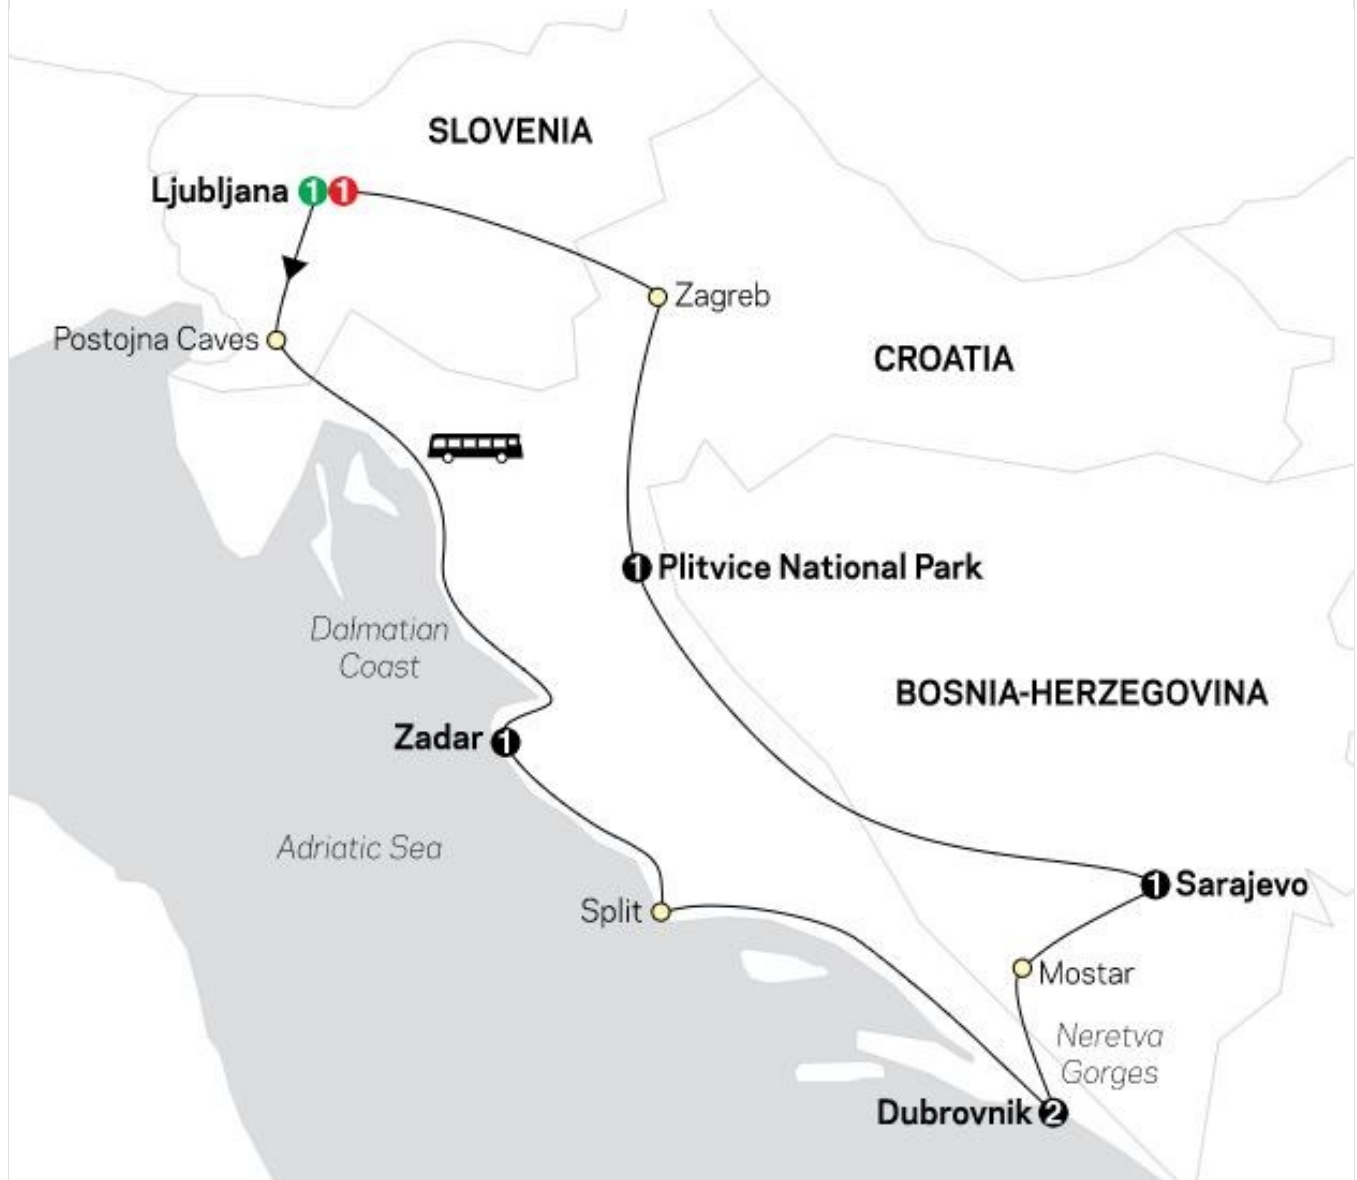 SLOVENIA
Ljubljana 1 1
Zagreb
Postojna Caves
CROATIA
1 Plitvice National Park
Dalmatian
Coast
BOSNIA-HERZEGOVINA
Zadar 1
Adriatic Sea
1 Sarajevo
Split
Mostar
Neretva
Gorges
Dubrovnik 2